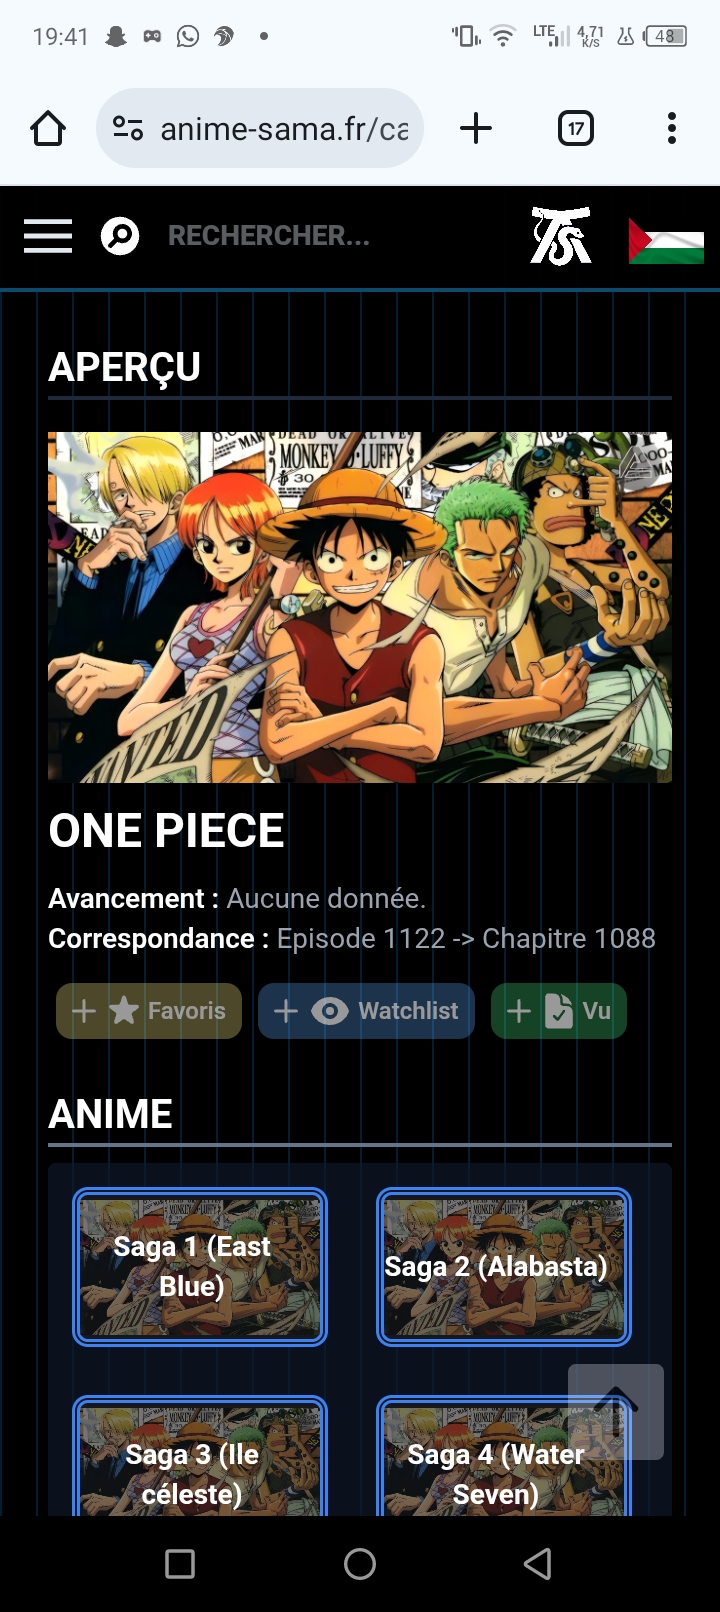 19:41
LTE 4,71 K/S 48
anime-sama.fr/ca
17
RECHERCHER...
APERÇU
DEAD OR ALIVE
MONKEY·D·LUFFY
30
WANTED
ONE PIECE
Avancement : Aucune donnée.
Correspondance : Episode 1122 -> Chapitre 1088
Favoris Watchlist Vu
ANIME
Saga 1 (East
Blue)
Saga 2 (Alabasta)
Saga 3 (Ile
céleste)
Saga 4 (Water
Seven)